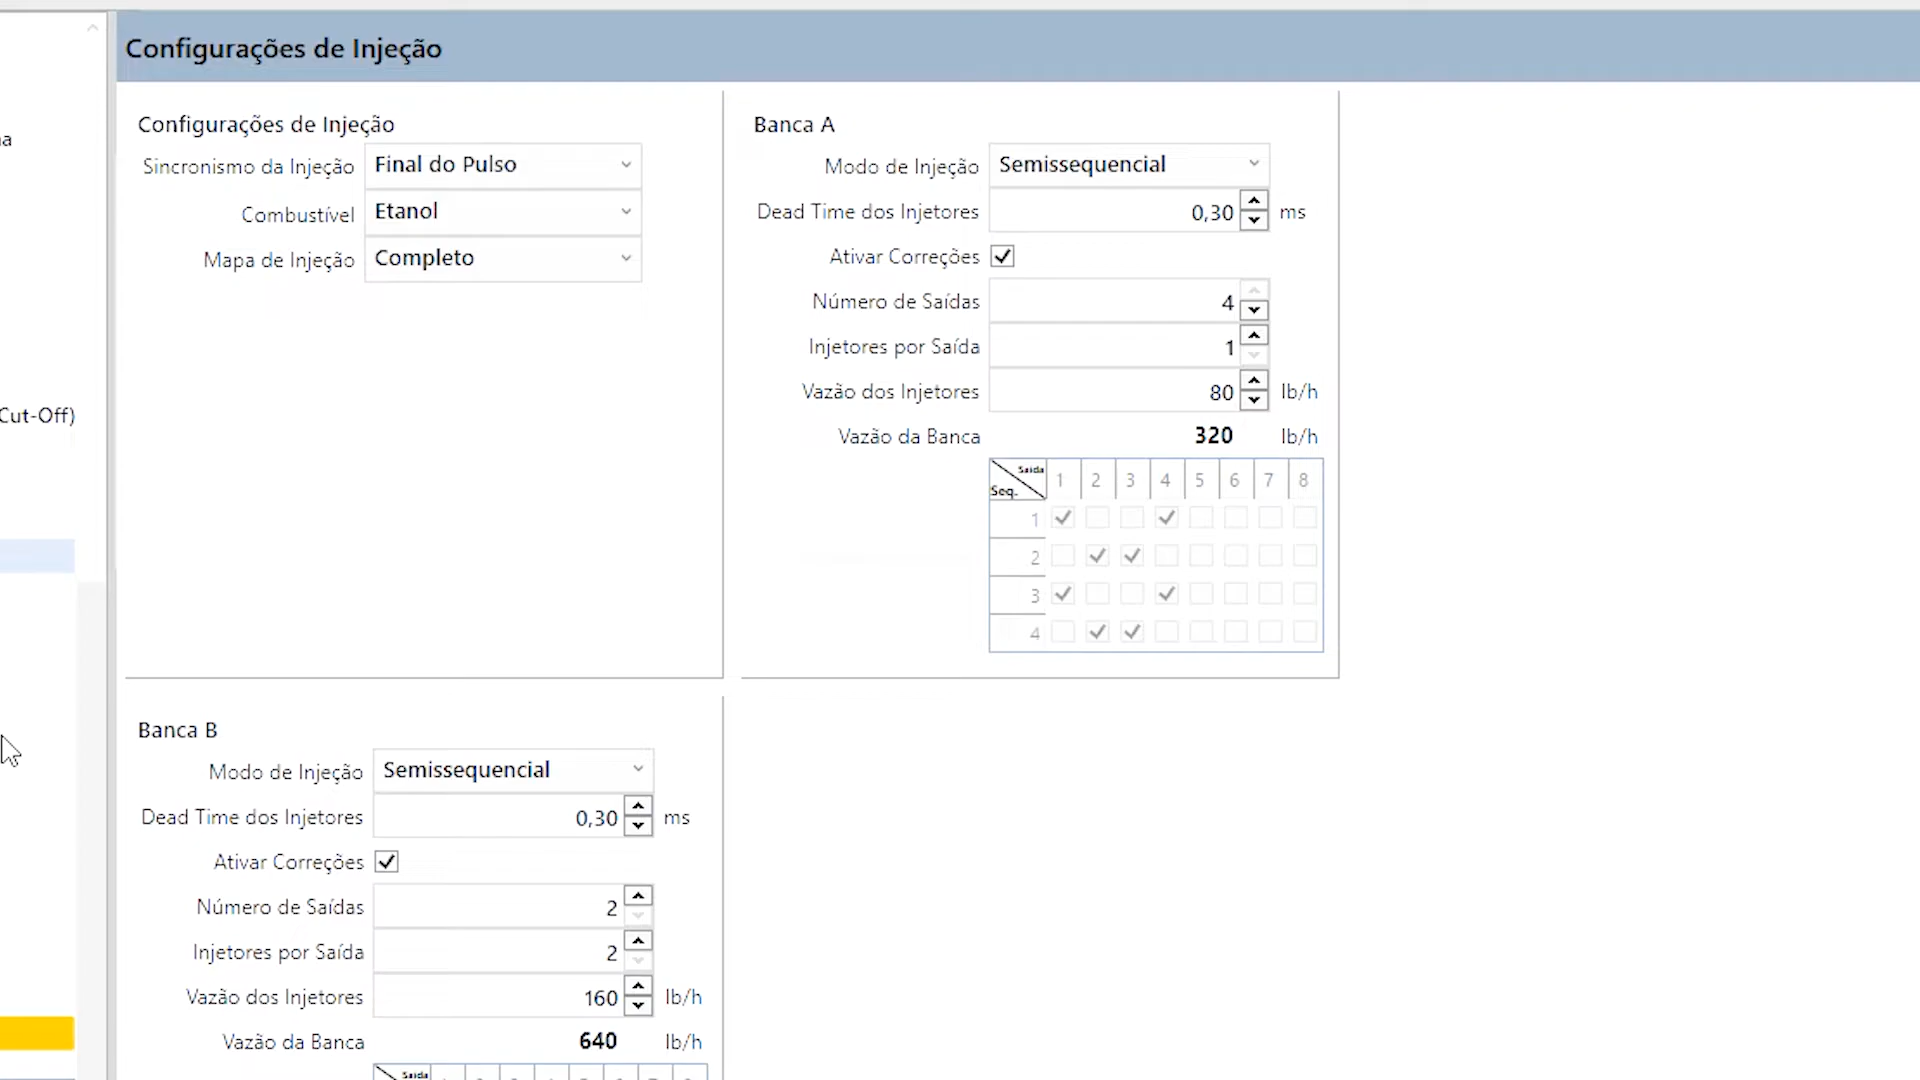 Configurações de Injeção
Cut-Off)
Configurações de Injeção
Sincronismo da Injeção Final do Pulso
Combustível Etanol
Mapa de Injeção Completo
Banca A
Modo de Injeção Semissequencial
Dead Time dos Injetores 0,30 ms
Ativar Correções
Número de Saídas 4
Injetores por Saída 1
Vazão dos Injetores 80 lb/h
Vazão da Banca 320 lb/h
Saída 1 2 3 4 5 6 7 8
Seq.
1
2
3
4
Banca B
Modo de Injeção Semissequencial
Dead Time dos Injetores 0,30 ms
Ativar Correções
Número de Saídas 2
Injetores por Saída 2
Vazão dos Injetores 160 lb/h
Vazão da Banca 640 lb/h
Saída